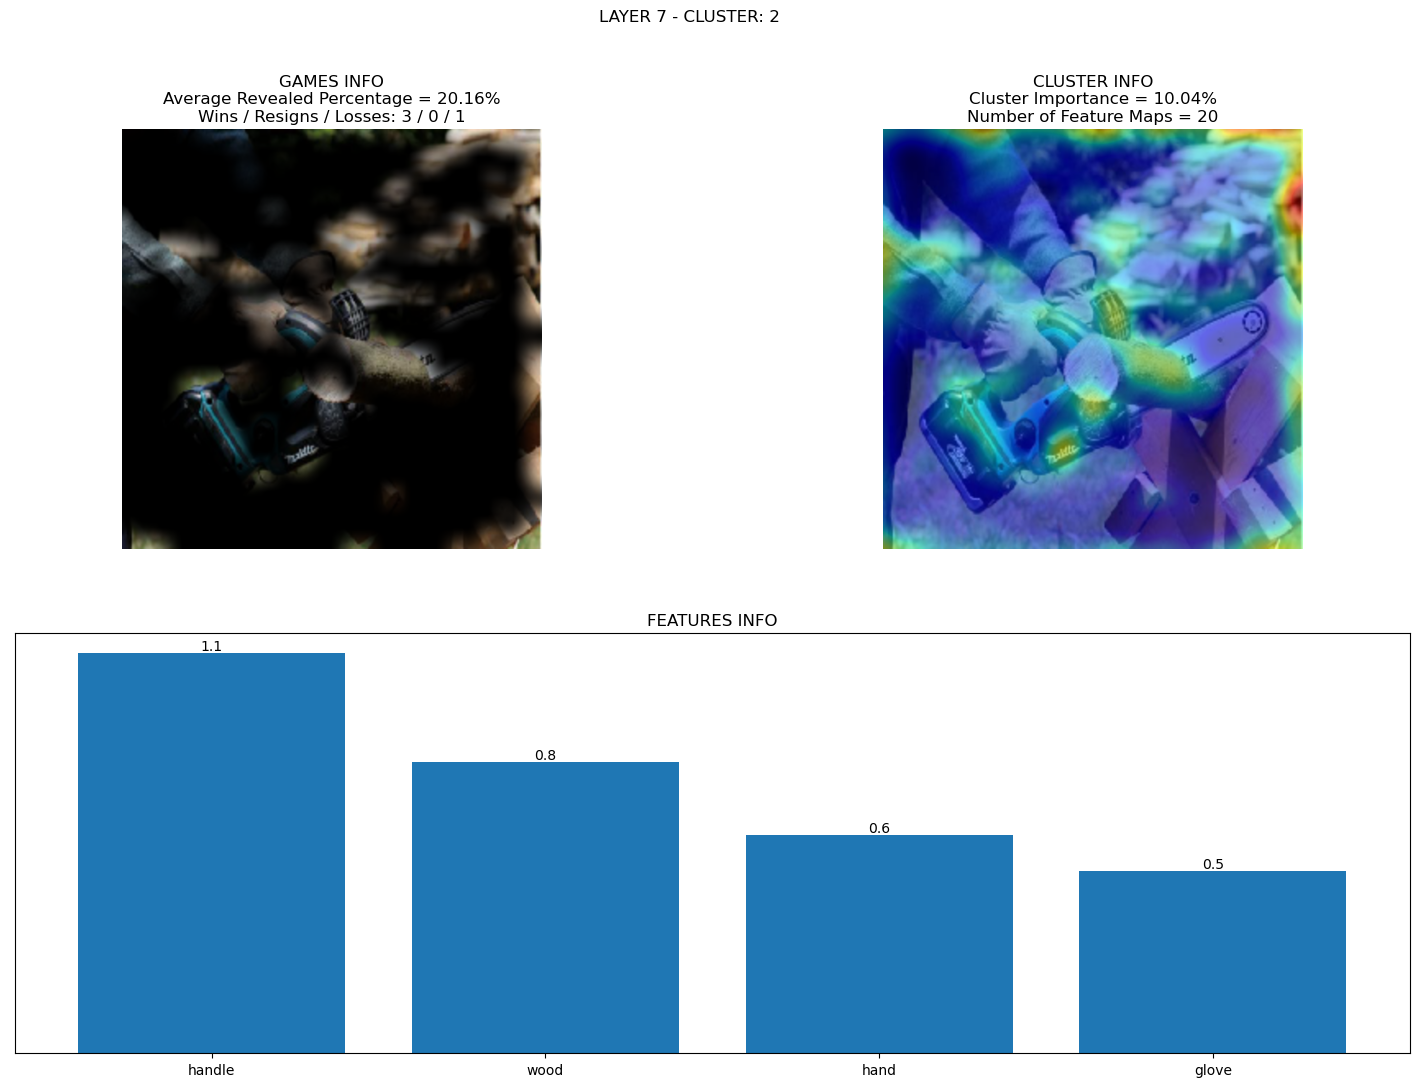 LAYER 7 - CLUSTER: 2
GAMES INFO
Average Revealed Percentage = 20.16%
Wins / Resigns / Losses: 3 / 0 / 1
CLUSTER INFO
Cluster Importance = 10.04%
Number of Feature Maps = 20
makita
FEATURES INFO
1.1
0.8
0.6
0.5
handle
wood
hand
glove